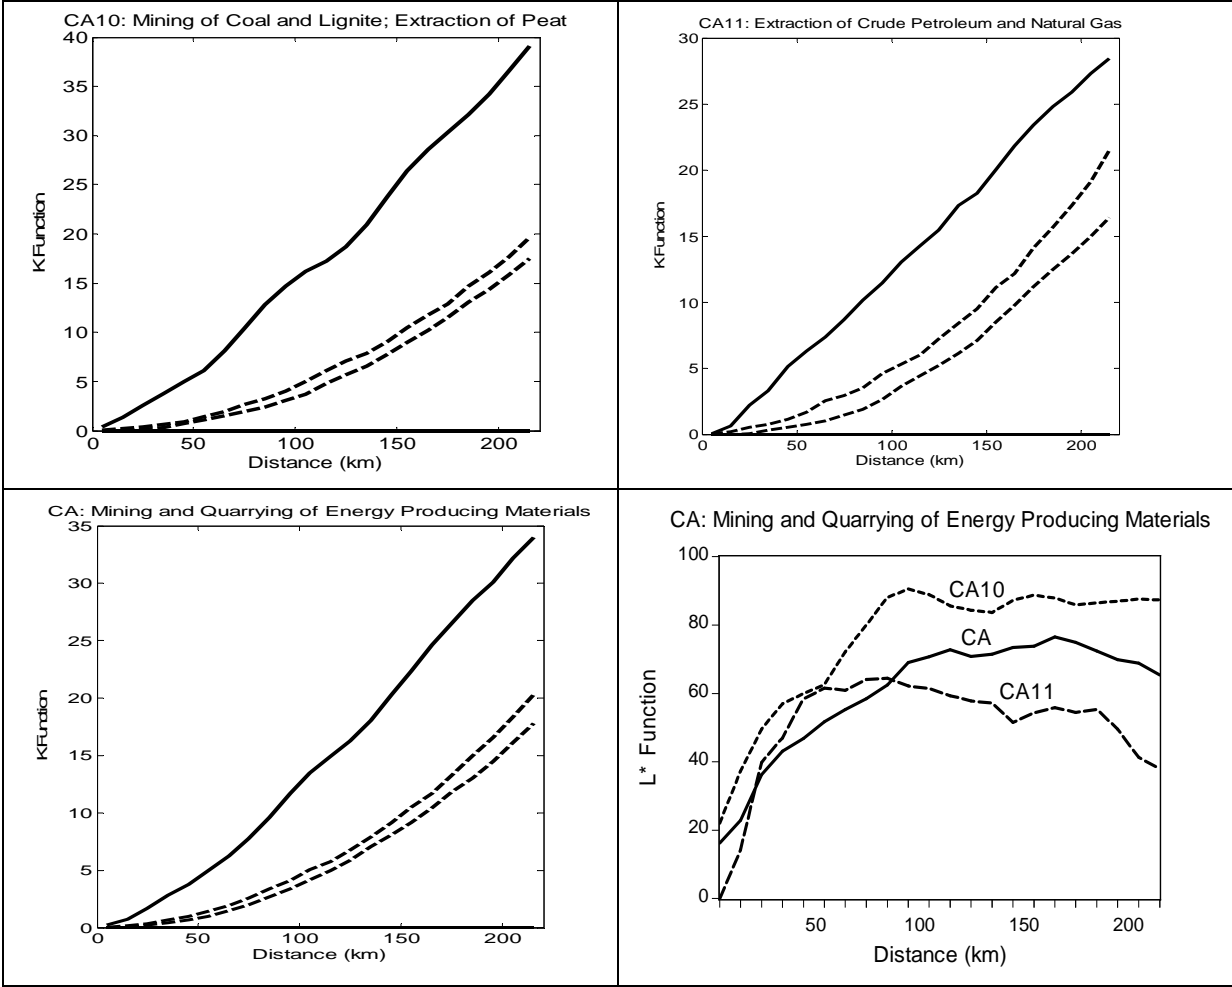 CA10: Mining of Coal and Lignite; Extraction of Peat
40
35
30
25
20
15
10
5
0
K Function
0 50 100 150 200
Distance (km)
CA11: Extraction of Crude Petroleum and Natural Gas
30
25
20
15
10
5
0
K Function
0 50 100 150 200
Distance (km)
CA: Mining and Quarrying of Energy Producing Materials
35
30
25
20
15
10
5
0
K Function
0 50 100 150 200
Distance (km)
CA: Mining and Quarrying of Energy Producing Materials
100
80
60
40
20
0
L* Function
CA10
CA
CA11
50 100 150 200
Distance (km)